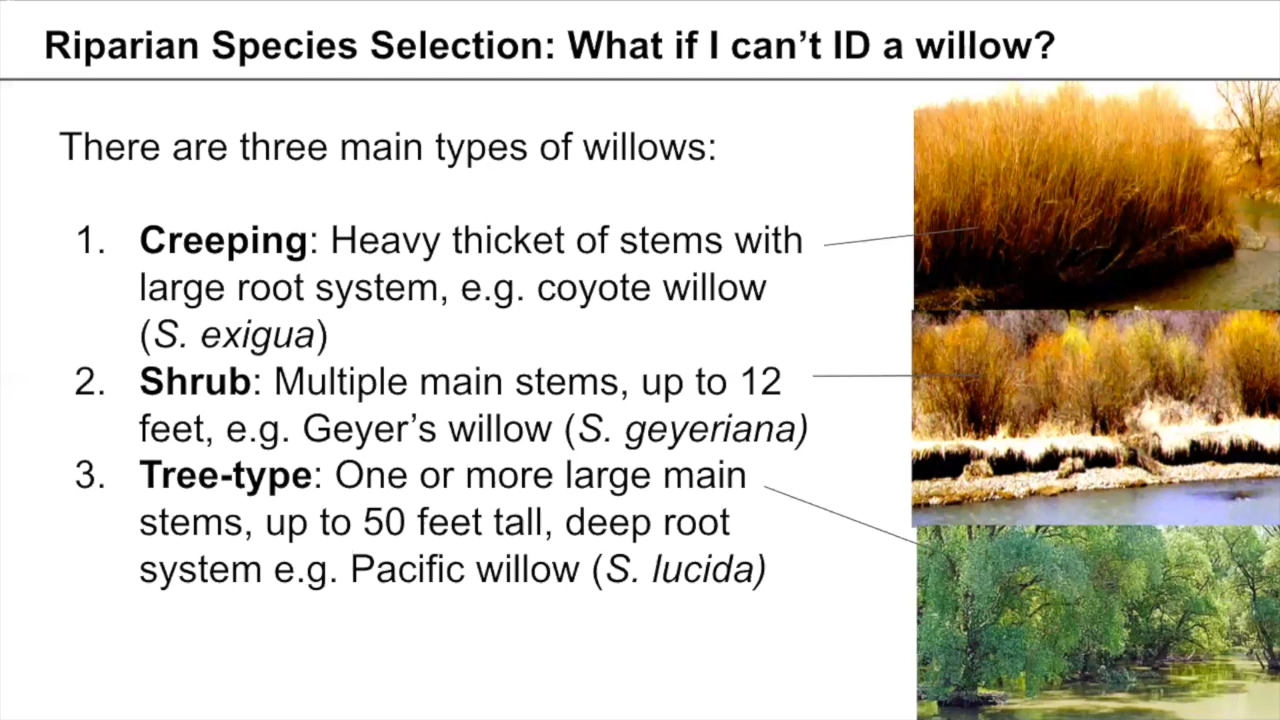 Riparian Species Selection: What if I can’t ID a willow?
There are three main types of willows:
1. Creeping: Heavy thicket of stems with
large root system, e.g. coyote willow
(S. exigua)
2. Shrub: Multiple main stems, up to 12
feet, e.g. Geyer’s willow (S. geyeriana)
3. Tree-type: One or more large main
stems, up to 50 feet tall, deep root
system e.g. Pacific willow (S. lucida)